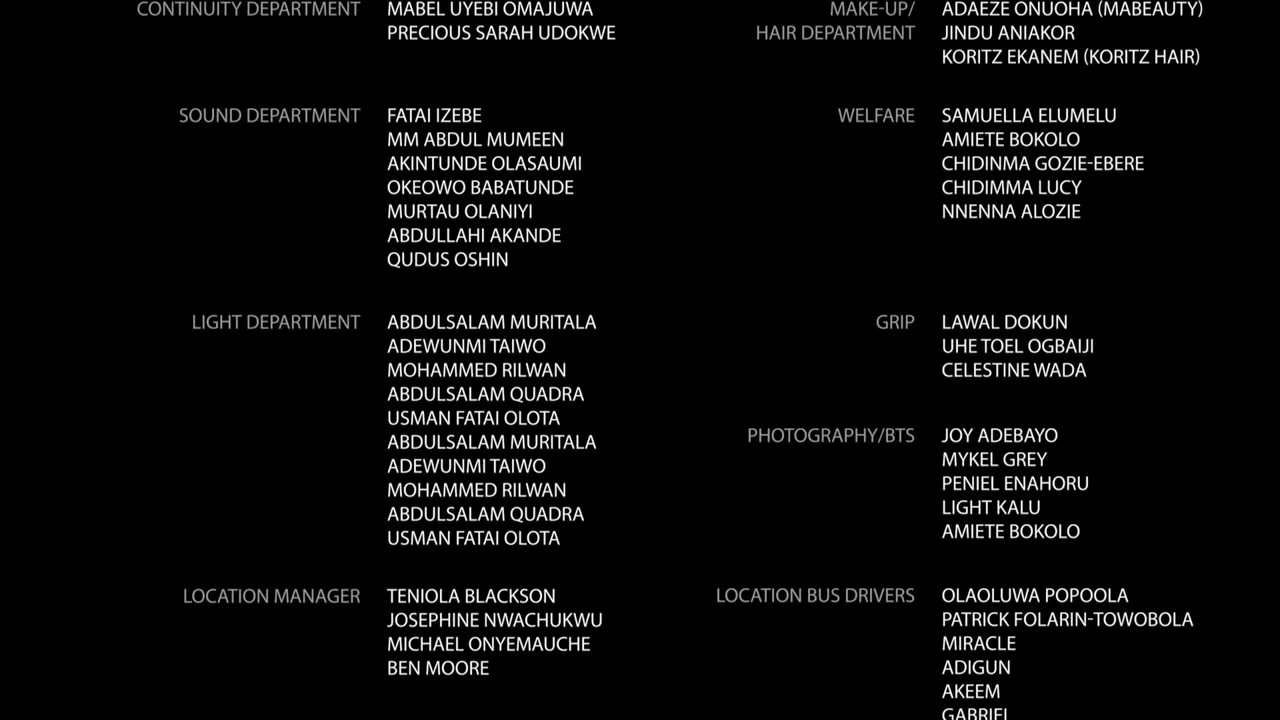 CONTINUITY DEPARTMENT MABEL UYEBI OMAJUWA
PRECIOUS SARAH UDOKWE
SOUND DEPARTMENT FATAI IZEBE
MM ABDUL MUMEEN
AKINTUNDE OLASAUMI
OKEOWO BABATUNDE
MURTAU OLANIYI
ABDULLAHI AKANDE
QUDUS OSHIN
LIGHT DEPARTMENT ABDULSALAM MURITALA
ADEWUNMI TAIWO
MOHAMMED RILWAN
ABDULSALAM QUADRA
USMAN FATAI OLOTA
ABDULSALAM MURITALA
ADEWUNMI TAIWO
MOHAMMED RILWAN
ABDULSALAM QUADRA
USMAN FATAI OLOTA
LOCATION MANAGER TENIOLA BLACKSON
JOSEPHINE NWACHUKWU
MICHAEL ONYEMAUCHE
BEN MOORE
MAKE-UP/ ADAEZE ONUOHA (MABEAUTY)
HAIR DEPARTMENT JINDU ANIAKOR
KORITZ EKANEM (KORITZ HAIR)
WELFARE SAMUELLA ELUMELU
AMIETE BOKOLO
CHIDINMA GOZIE-EBERE
CHIDIMMA LUCY
NNENNA ALOZIE
GRIP LAWAL DOKUN
UHE TOEL OGBAIJI
CELESTINE WADA
PHOTOGRAPHY/BTS JOY ADEBAYO
MYKEL GREY
PENIEL ENAHORU
LIGHT KALU
AMIETE BOKOLO
LOCATION BUS DRIVERS OLAOLUWA POPOOLA
PATRICK FOLARIN-TOWOBOLA
MIRACLE
ADIGUN
AKEEM
GABRIEL